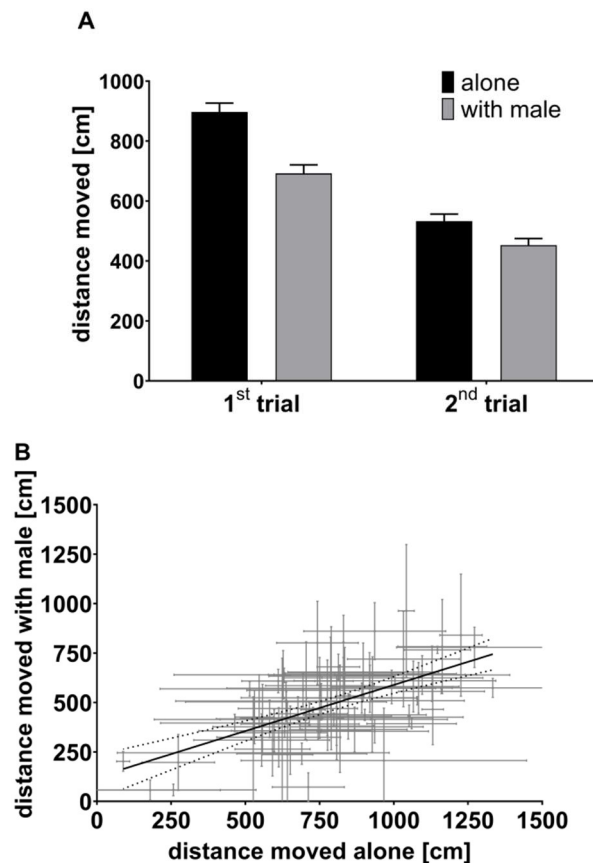 A
distance moved [cm]
1000
800
600
400
200
0
alone
with male
1st trial
2nd trial
B
distance moved with male [cm]
1500
1250
1000
750
500
250
0
0
250
500
750
1000
1250
1500
distance moved alone [cm]